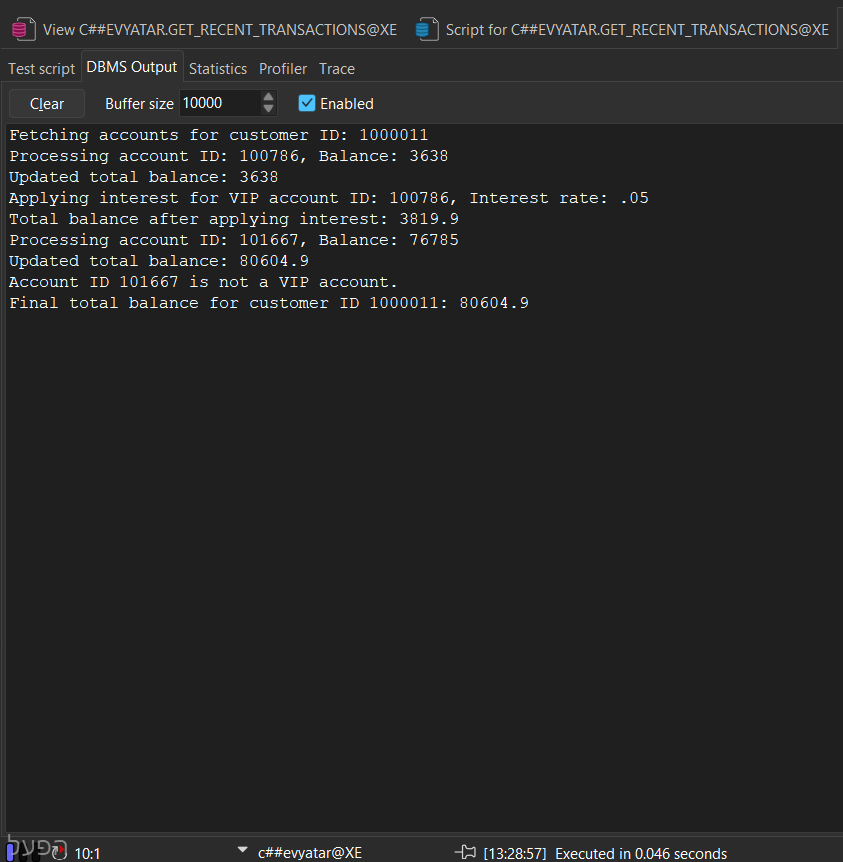 View C##EVYATAR.GET_RECENT_TRANSACTIONS@XE Script for C##EVYATAR.GET_RECENT_TRANSACTIONS@XE
Test script DBMS Output Statistics Profiler Trace
Clear Buffer size 10000 Enabled
Fetching accounts for customer ID: 1000011
Processing account ID: 100786, Balance: 3638
Updated total balance: 3638
Applying interest for VIP account ID: 100786, Interest rate: .05
Total balance after applying interest: 3819.9
Processing account ID: 101667, Balance: 76785
Updated total balance: 80604.9
Account ID 101667 is not a VIP account.
Final total balance for customer ID 1000011: 80604.9
הפעל
10:1 c##evyatar@XE [13:28:57] Executed in 0.046 seconds